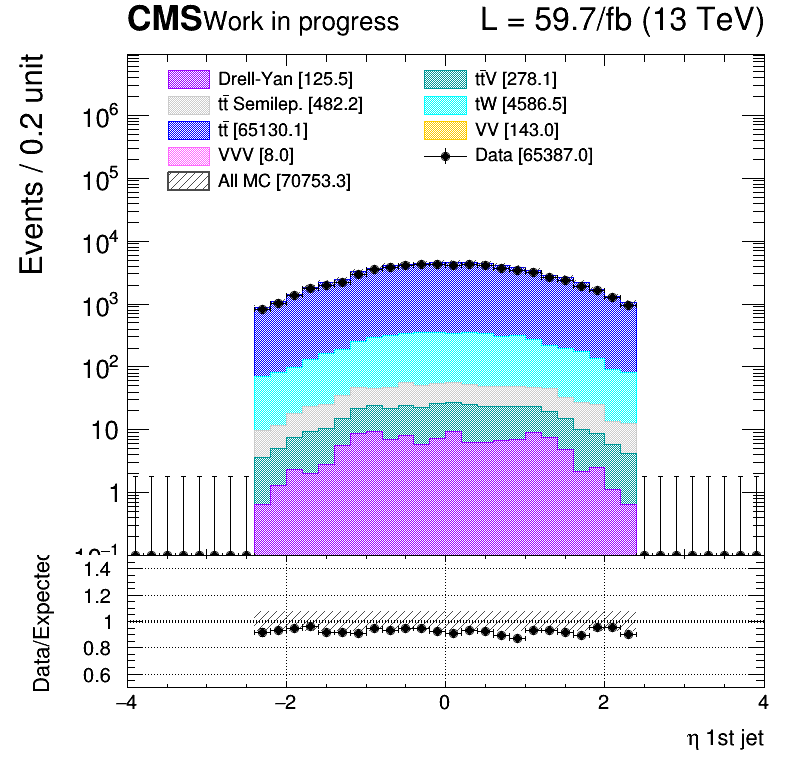 CMS Work in progress L = 59.7/fb (13 TeV)
Events / 0.2 unit
Drell-Yan [125.5] tt̄V [278.1]
tt̄ Semilep. [482.2] tW [4586.5]
tt̄ [65130.1] VV [143.0]
VVV [8.0] Data [65387.0]
All MC [70753.3]
10⁶
10⁵
10⁴
10³
10²
10
1
Data/Expected
1.4
1.2
1
0.8
0.6
−4 −2 0 2 4
η 1st jet